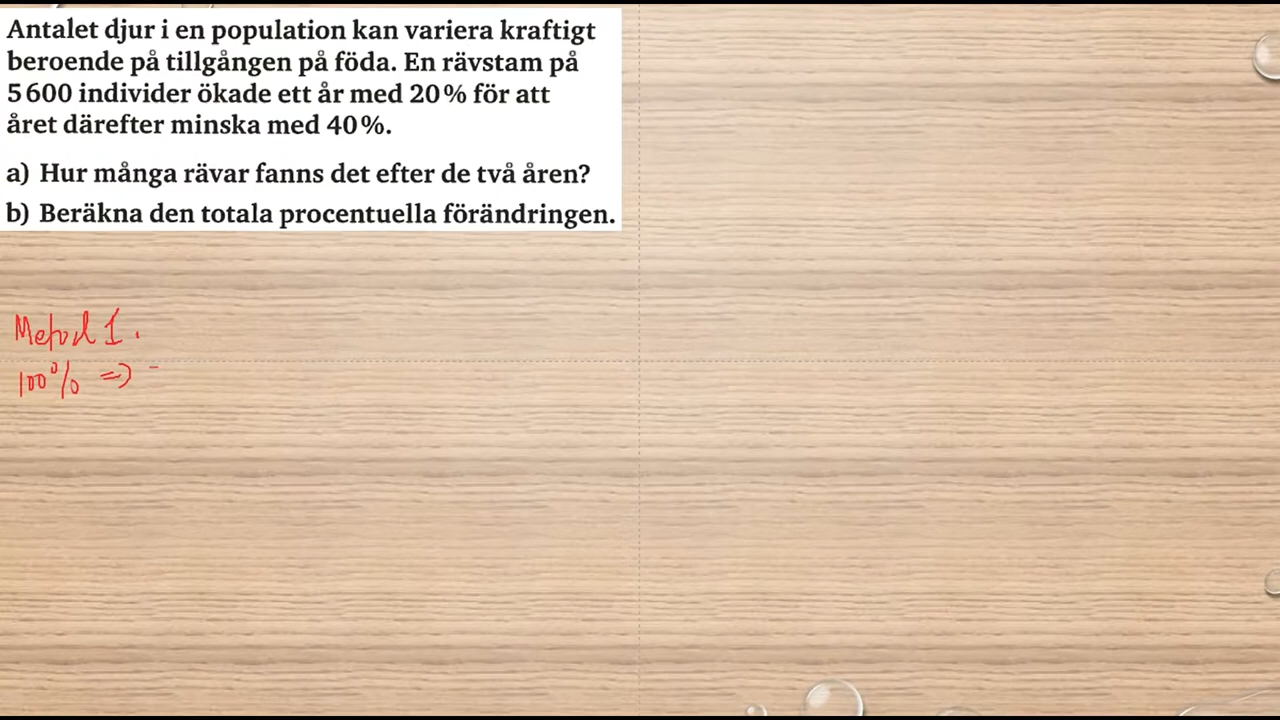 Antalet djur i en population kan variera kraftigt
beroende på tillgången på föda. En rävstam på
5 600 individer ökade ett år med 20 % för att
året därefter minska med 40 %.
a) Hur många rävar fanns det efter de två åren?
b) Beräkna den totala procentuella förändringen.
Metod 1.
100% =>